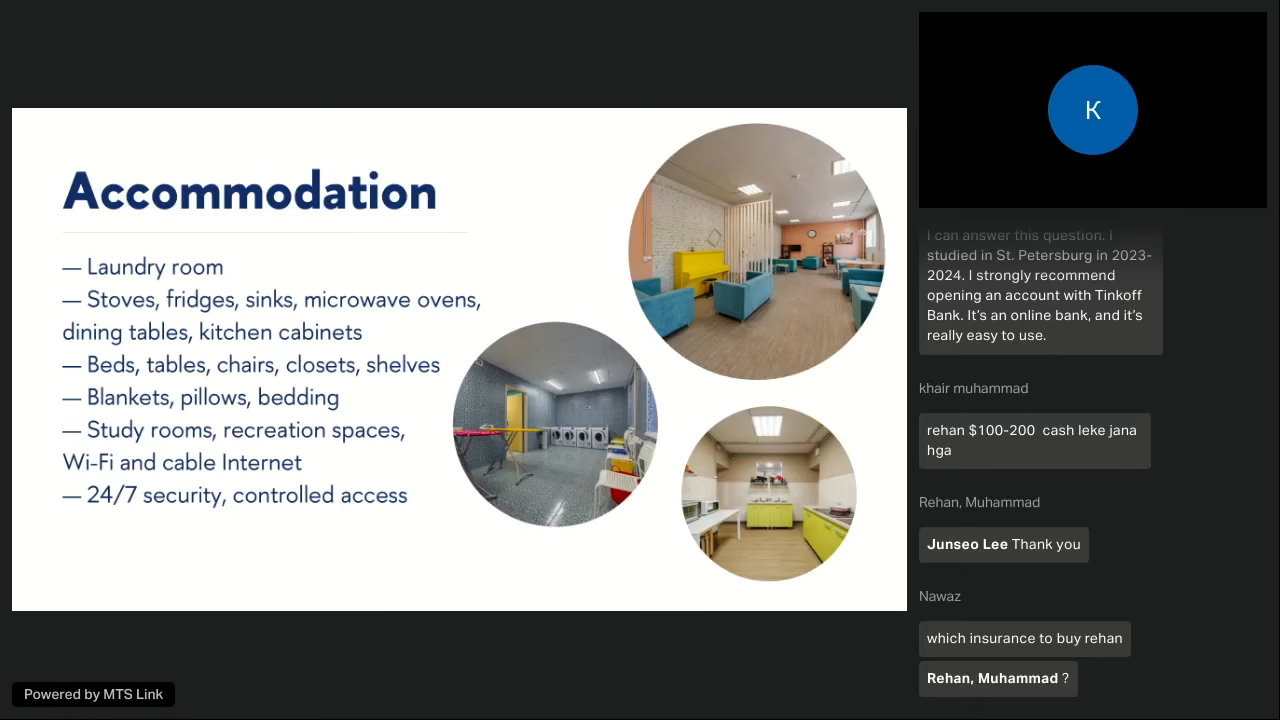 Accommodation
— Laundry room
— Stoves, fridges, sinks, microwave ovens,
dining tables, kitchen cabinets
— Beds, tables, chairs, closets, shelves
— Blankets, pillows, bedding
— Study rooms, recreation spaces,
Wi-Fi and cable Internet
— 24/7 security, controlled access
Powered by MTS Link
K
I can answer this question. I
studied in St. Petersburg in 2023-
2024. I strongly recommend
opening an account with Tinkoff
Bank. It’s an online bank, and it’s
really easy to use.
khair muhammad
rehan $100-200  cash leke jana
hga
Rehan, Muhammad
Junseo Lee Thank you
Nawaz
which insurance to buy rehan
Rehan, Muhammad ?